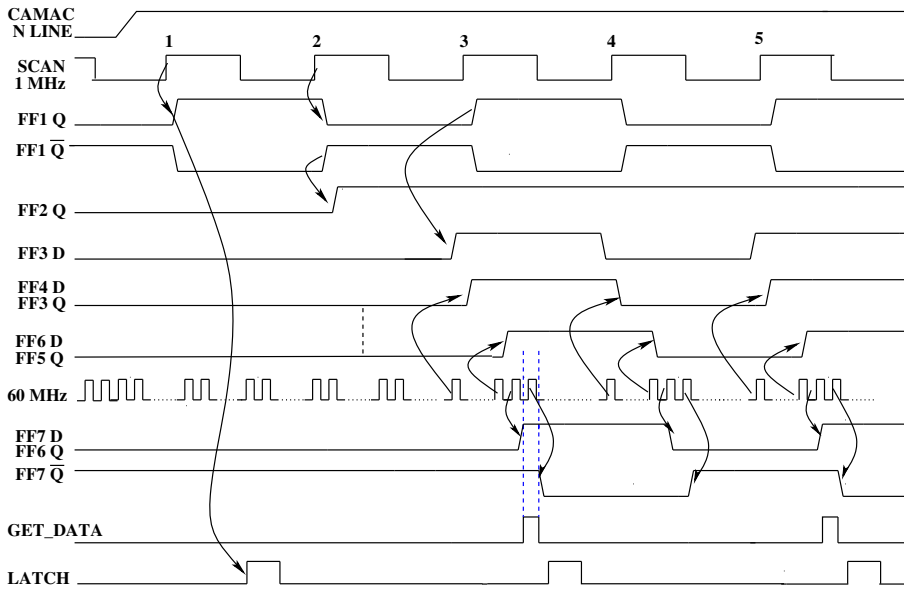 CAMAC
N LINE
1 2 3 4 5
SCAN
1 MHz
FF1 Q
FF1 Q̅
FF2 Q
FF3 D
FF4 D
FF3 Q
FF6 D
FF5 Q
60 MHz
FF7 D
FF6 Q
FF7 Q̅
GET_DATA
LATCH